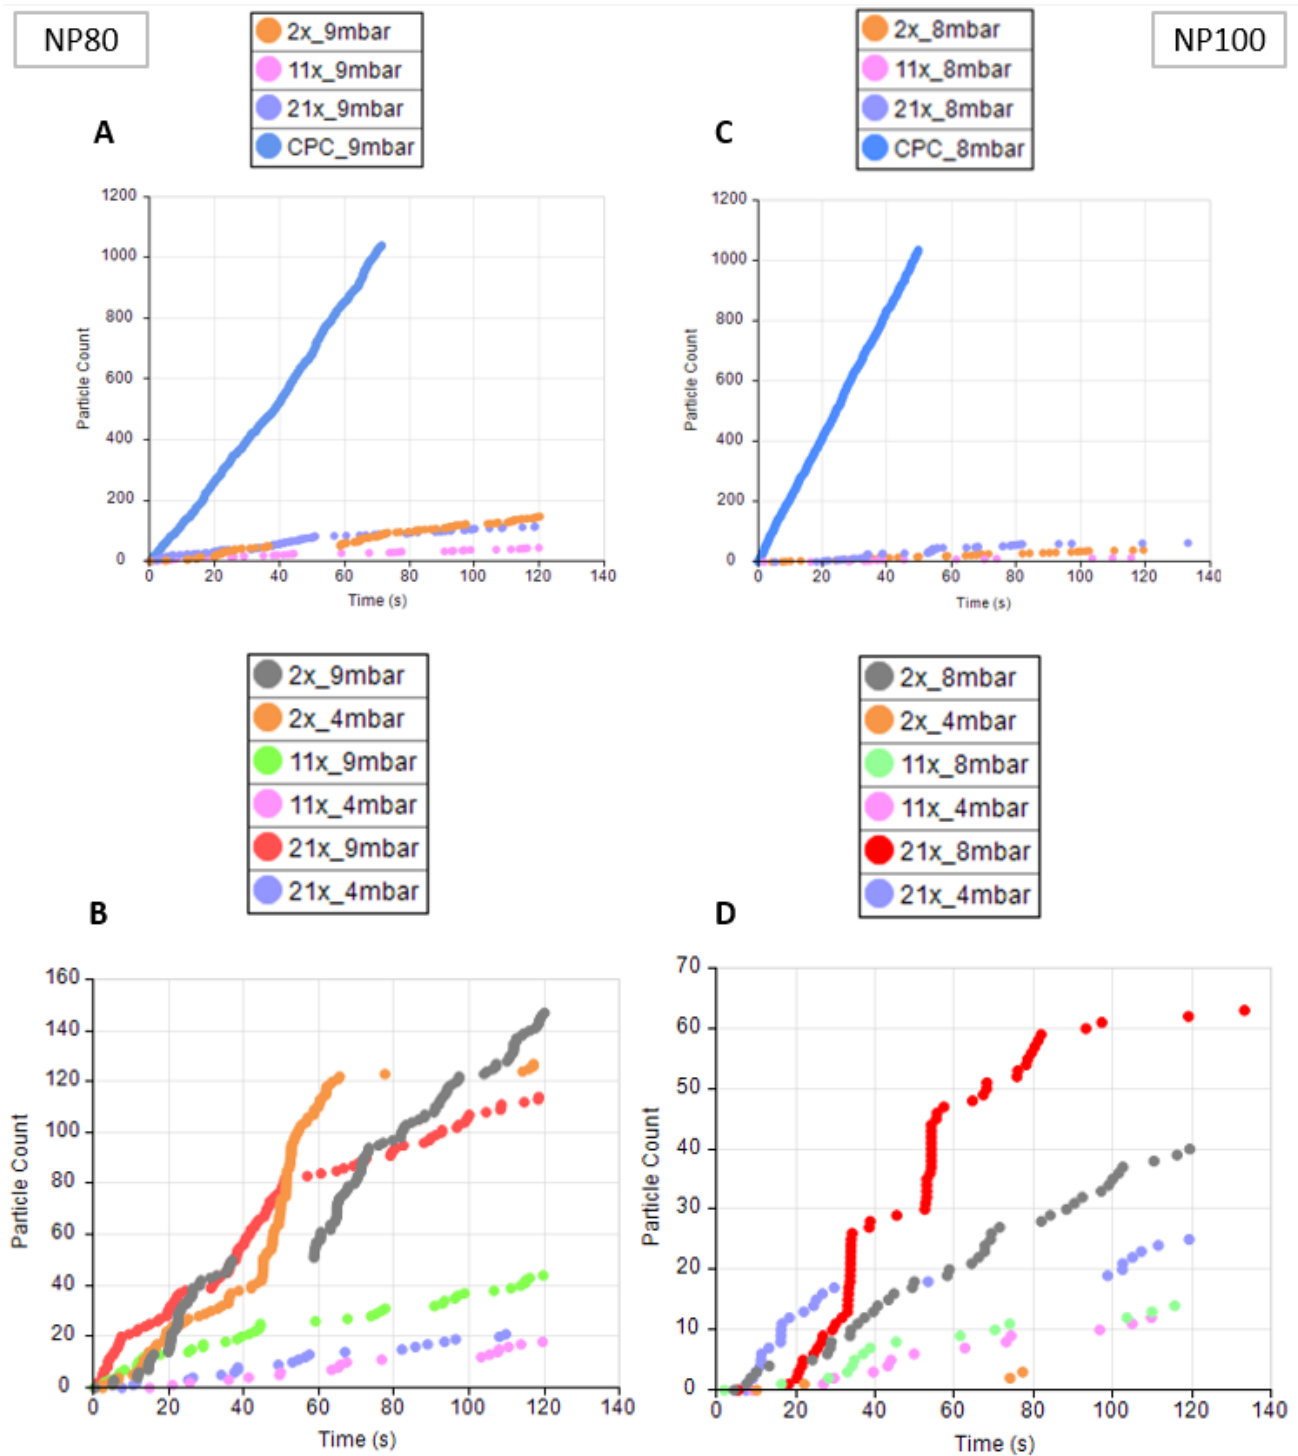 NP80
2x_9mbar
11x_9mbar
21x_9mbar
CPC_9mbar
A
1200
1000
800
600
400
200
0
Particle Count
0 20 40 60 80 100 120 140
Time (s)
NP100
2x_8mbar
11x_8mbar
21x_8mbar
CPC_8mbar
C
1200
1000
800
600
400
200
0
Particle Count
0 20 40 60 80 100 120 140
Time (s)
2x_9mbar
2x_4mbar
11x_9mbar
11x_4mbar
21x_9mbar
21x_4mbar
B
160
140
120
100
80
60
40
20
0
Particle Count
0 20 40 60 80 100 120 140
Time (s)
2x_8mbar
2x_4mbar
11x_8mbar
11x_4mbar
21x_8mbar
21x_4mbar
D
70
60
50
40
30
20
10
0
Particle Count
0 20 40 60 80 100 120 140
Time (s)